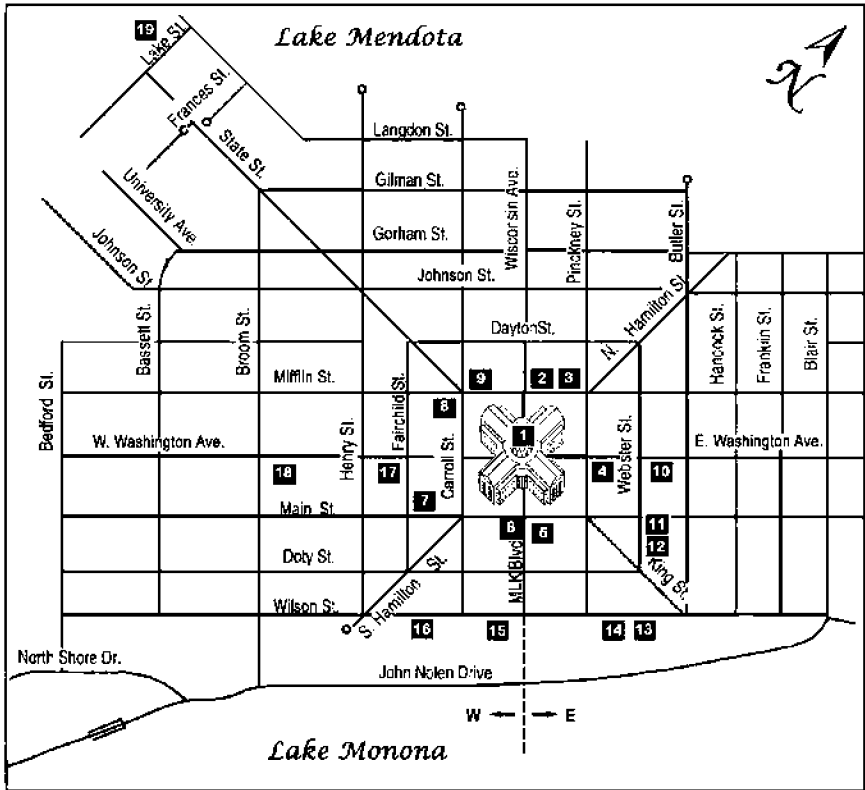 Lake Mendota
19
Lake St.
Frances St.
State St.
Langdon St.
University Ave.
Gilman St.
Wisconsin Ave.
Pinckney St.
Butler St.
Johnson St.
Gorham St.
Johnson St.
N. Hamilton St.
Dayton St.
Bedford St.
Bassett St.
Broom St.
Mifflin St.
Henry St.
Fairchild St.
9
2
3
Hancock St.
Franklin St.
Blair St.
8
Carroll St.
1
W. Washington Ave.
Webster St.
E. Washington Ave.
18
17
4
10
7
Main St.
6
5
11
12
Doty St.
MLK Blvd
King St.
Wilson St.
S. Hamilton St.
16
15
14
13
North Shore Dr.
John Nolen Drive
W
E
Lake Monona
N